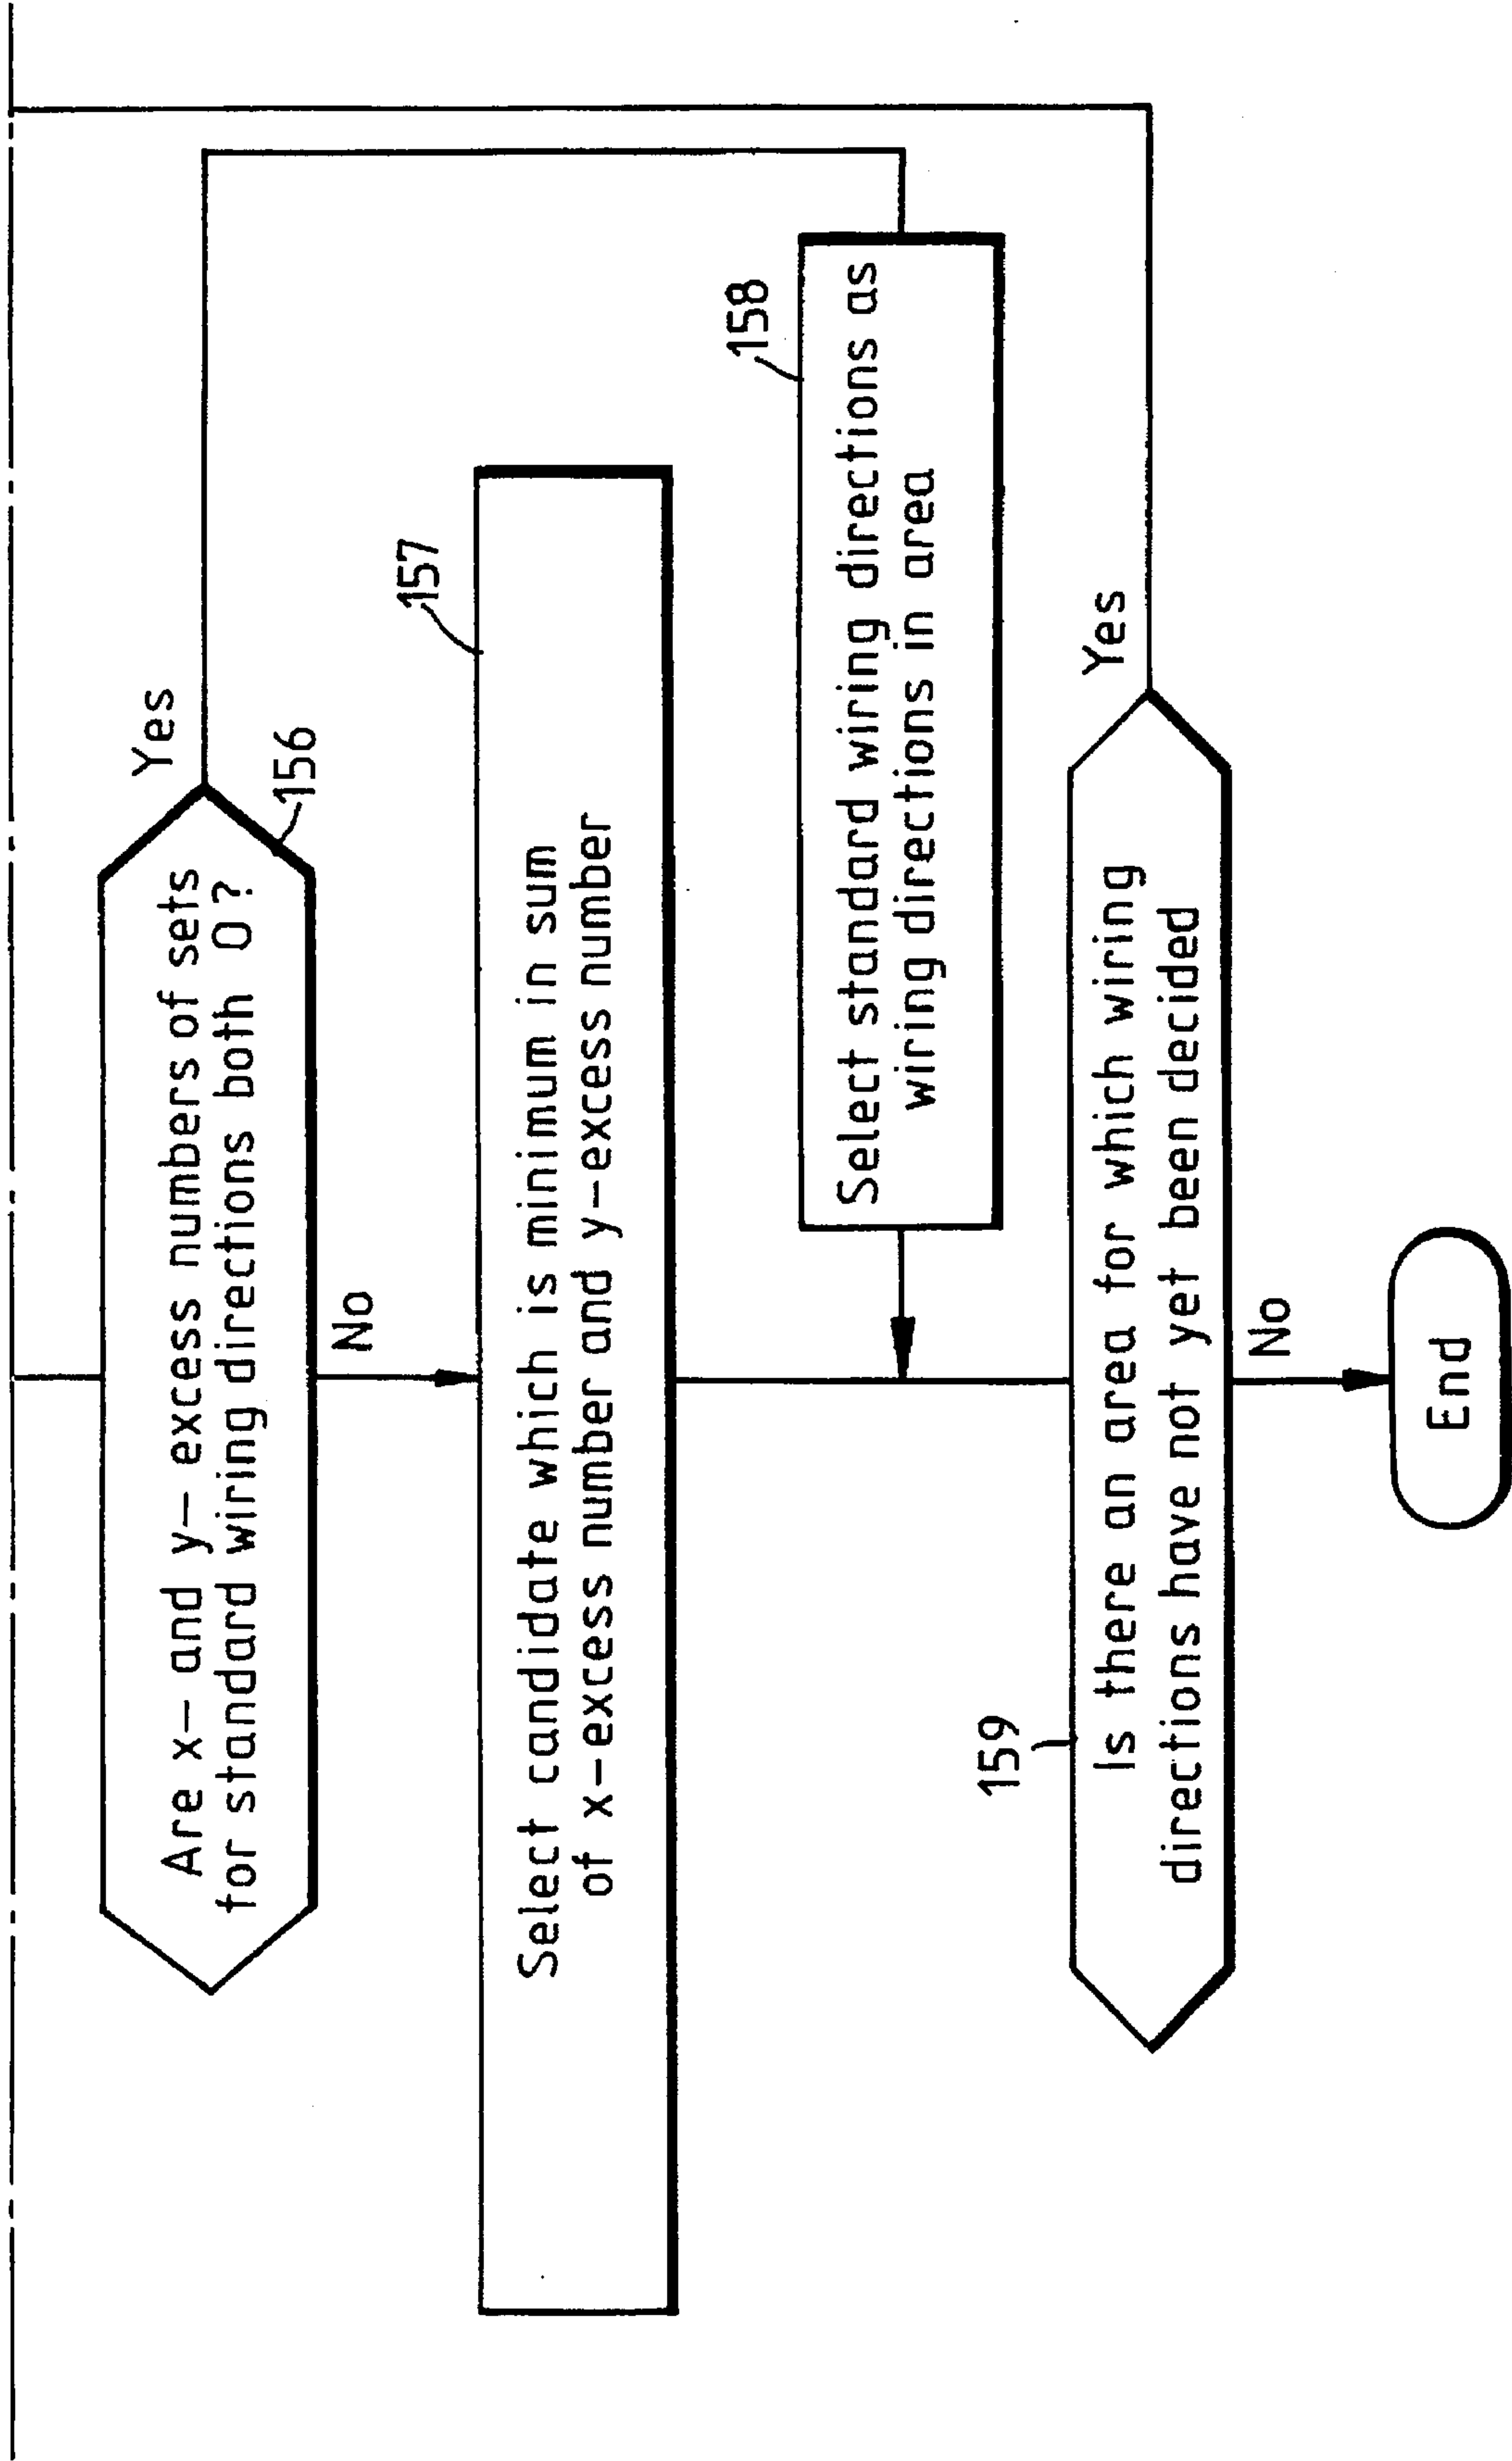 Yes
Are x- and y- excess numbers of sets
for standard wiring directions both 0?
156
No
157
Select candidate which is minimum in sum
of x-excess number and y-excess number
158
Select standard wiring directions as
wiring directions in area
159
Yes
Is there an area for which wiring
directions have not yet been decided
No
End